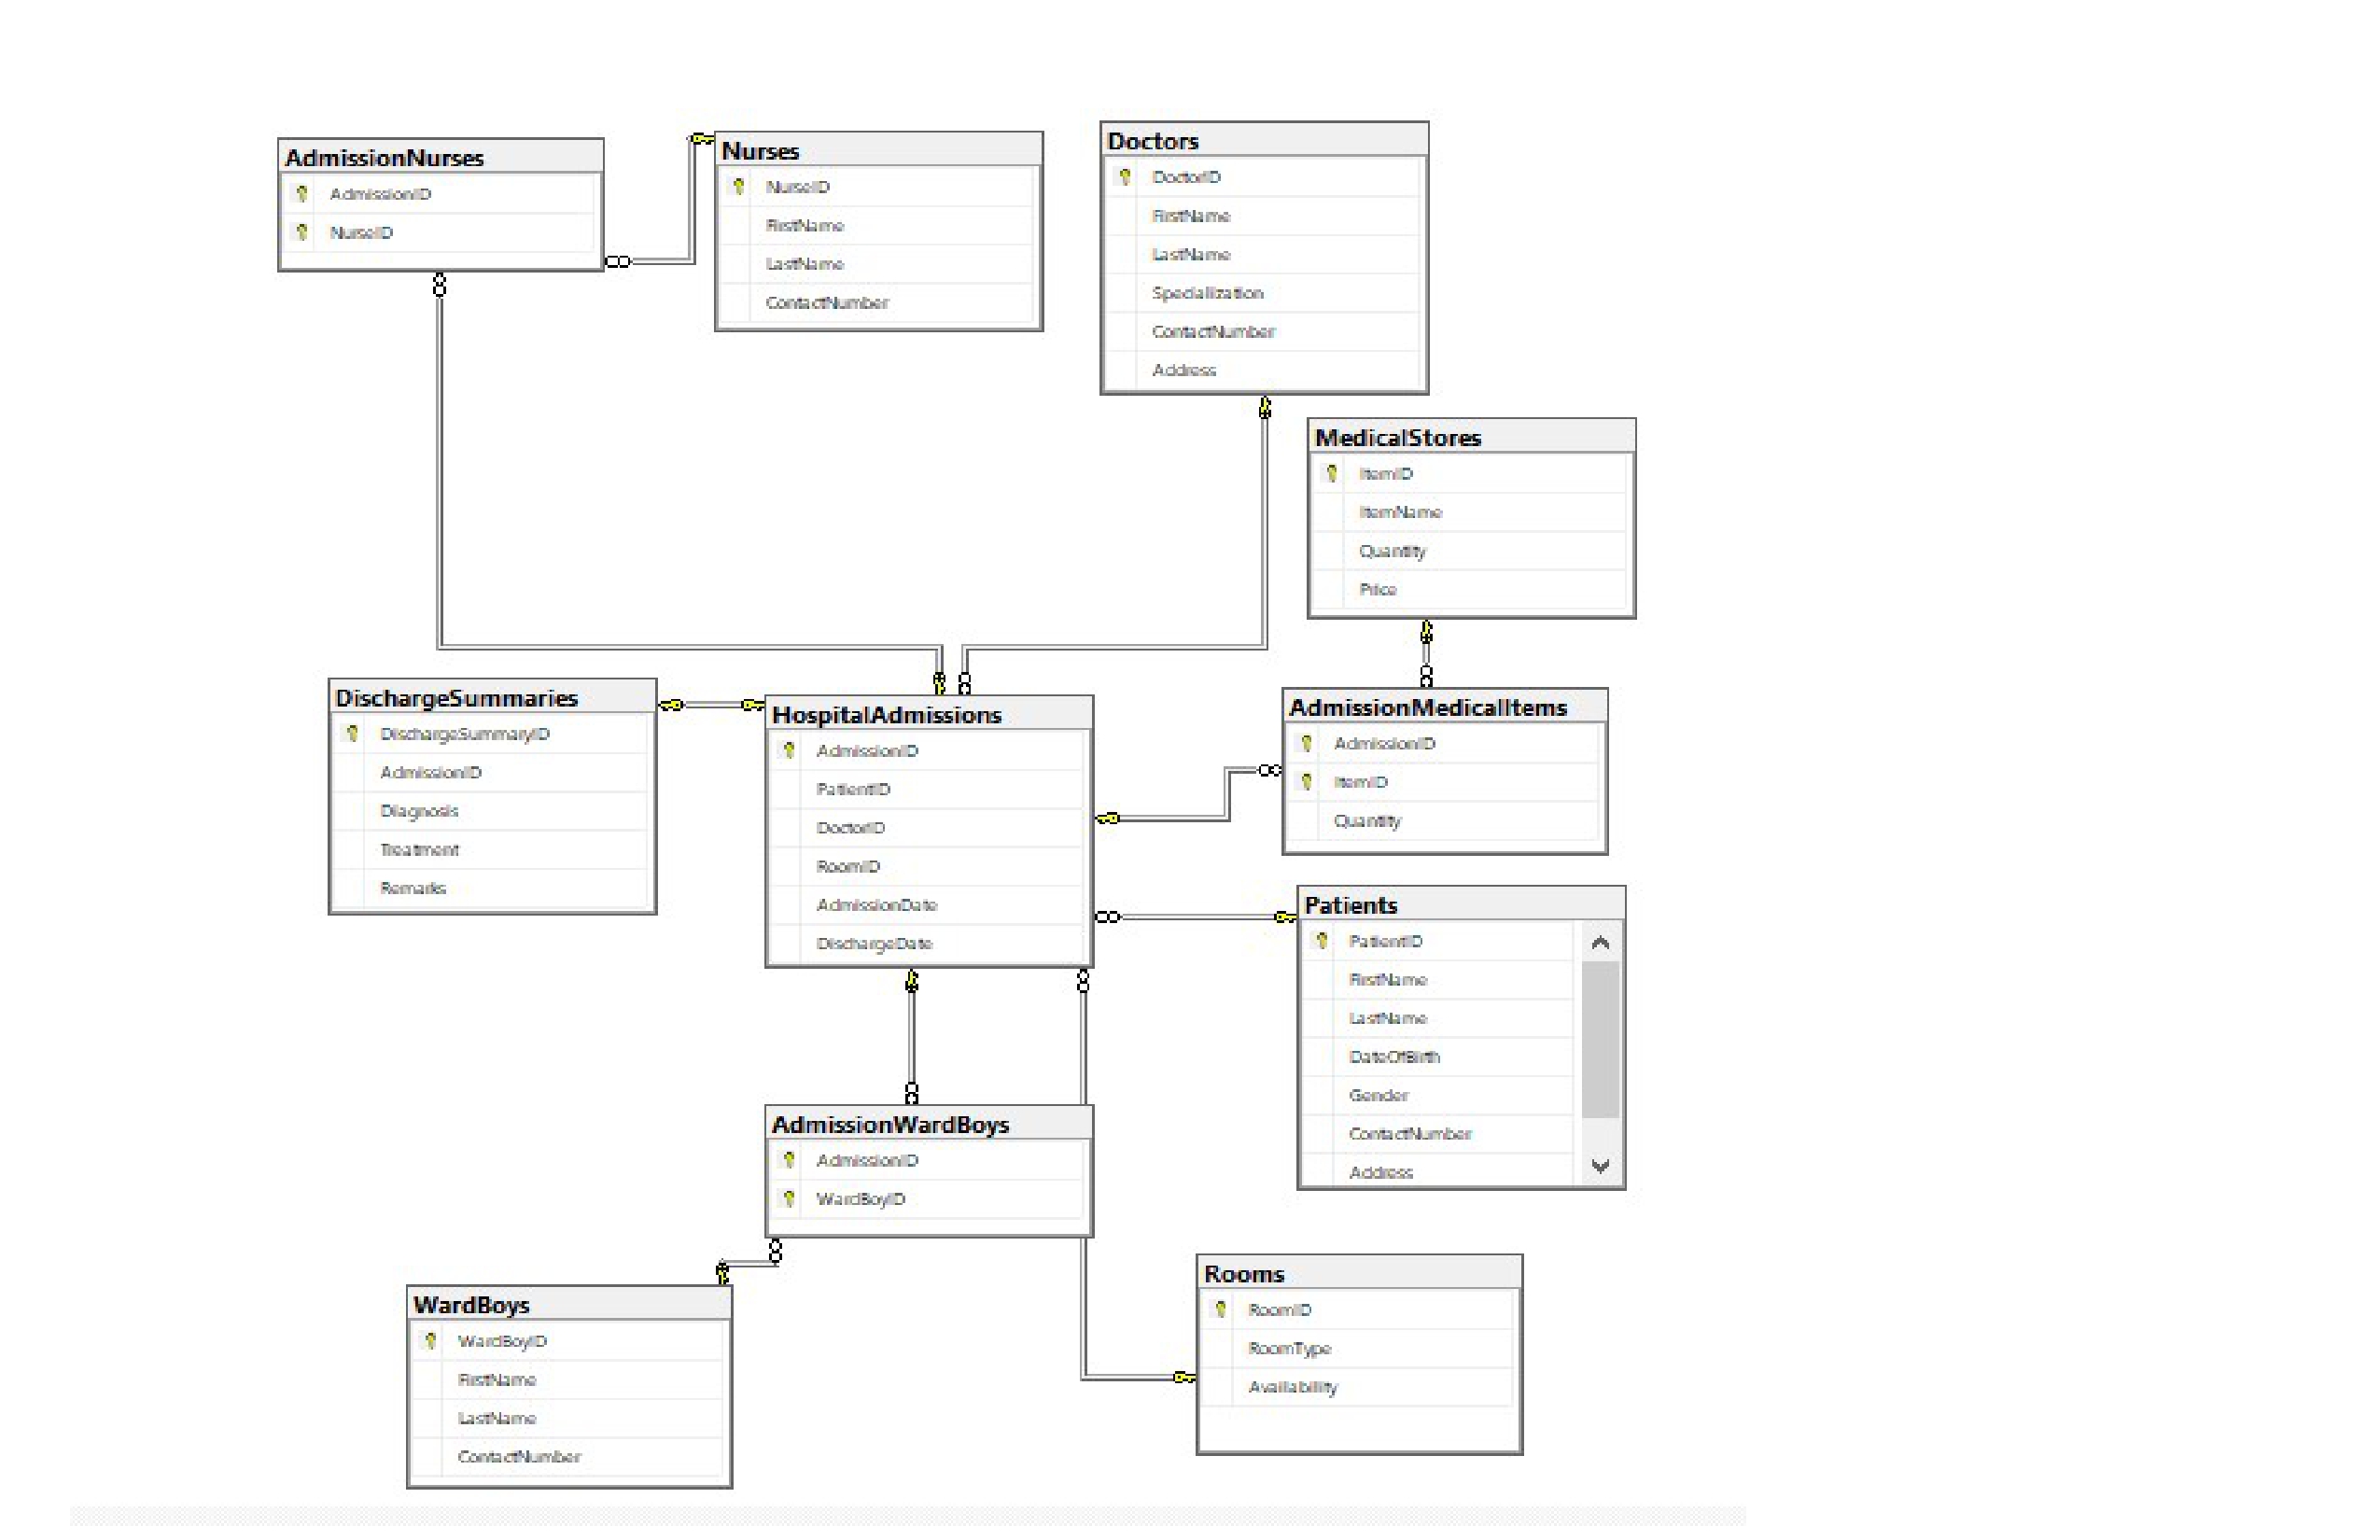 AdmissionNurses
AdmissionID
NurseID
Nurses
NurseID
FirstName
LastName
ContactNumber
Doctors
DoctorID
FirstName
LastName
Specialization
ContactNumber
Address
MedicalStores
ItemID
ItemName
Quantity
Price
DischargeSummaries
DischargeSummaryID
AdmissionID
Diagnosis
Treatment
Remarks
HospitalAdmissions
AdmissionID
PatientID
DoctorID
RoomID
AdmissionDate
DischargeDate
AdmissionMedicalItems
AdmissionID
ItemID
Quantity
Patients
PatientID
FirstName
LastName
DateOfBirth
Gender
ContactNumber
Address
AdmissionWardBoys
AdmissionID
WardBoyID
WardBoys
WardBoyID
FirstName
LastName
ContactNumber
Rooms
RoomID
RoomType
Availability